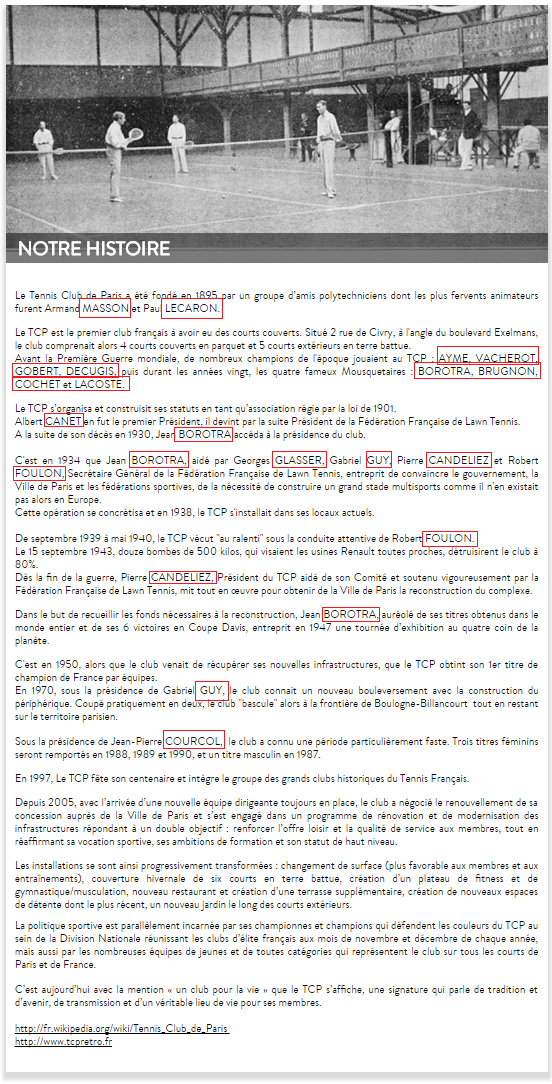 NOTRE HISTOIRE
Le Tennis Club de Paris a été fondé en 1895 par un groupe d'amis polytechniciens dont les plus fervents animateurs
furent Armand MASSON et Paul LECARON.
Le TCP est le premier club français à avoir eu des courts couverts. Situé 2 rue de Civry, à l'angle du boulevard Exelmans,
le club comprenait alors 4 courts couverts en parquet et 5 courts extérieurs en terre battue.
Avant la Première Guerre mondiale, de nombreux champions de l'époque jouaient au TCP : AYME, VACHEROT,
GOBERT, DECUGIS, puis durant les années vingt, les quatre fameux Mousquetaires : BOROTRA, BRUGNON,
COCHET et LACOSTE.
Le TCP s'organisa et construisit ses statuts en tant qu'association régie par la loi de 1901.
Albert CANET en fut le premier Président, il devint par la suite Président de la Fédération Française de Lawn Tennis.
A la suite de son décès en 1930, Jean BOROTRA accéda à la présidence du club.
C'est en 1934 que Jean BOROTRA, aidé par Georges GLASSER, Gabriel GUY, Pierre CANDELIEZ et Robert
FOULON, Secrétaire Général de la Fédération Française de Lawn Tennis, entreprit de convaincre le gouvernement, la
Ville de Paris et les fédérations sportives, de la nécessité de construire un grand stade multisports comme il n'en existait
pas alors en Europe.
Cette opération se concrétisa et en 1938, le TCP s'installait dans ses locaux actuels.
De septembre 1939 à mai 1940, le TCP vécut "au ralenti" sous la conduite attentive de Robert FOULON.
Le 15 septembre 1943, douze bombes de 500 kilos, qui visaient les usines Renault toutes proches, détruisirent le club à
80%.
Dès la fin de la guerre, Pierre CANDELIEZ, Président du TCP aidé de son Comité et soutenu vigoureusement par la
Fédération Française de Lawn Tennis, mit tout en œuvre pour obtenir de la Ville de Paris la reconstruction du complexe.
Dans le but de recueillir les fonds nécessaires à la reconstruction, Jean BOROTRA, auréolé de ses titres obtenus dans le
monde entier et de ses 6 victoires en Coupe Davis, entreprit en 1947 une tournée d'exhibition au quatre coin de la
planète.
C'est en 1950, alors que le club venait de récupérer ses nouvelles infrastructures, que le TCP obtint son 1er titre de
champion de France par équipes.
En 1970, sous la présidence de Gabriel GUY, le club connait un nouveau bouleversement avec la construction du
périphérique. Coupé pratiquement en deux, le club "bascule" alors à la frontière de Boulogne-Billancourt tout en restant
sur le territoire parisien.
Sous la présidence de Jean-Pierre COURCOL, le club a connu une période particulièrement faste. Trois titres féminins
seront remportés en 1988, 1989 et 1990, et un titre masculin en 1987.
En 1997, Le TCP fête son centenaire et intègre le groupe des grands clubs historiques du Tennis Français.
Depuis 2005, avec l'arrivée d'une nouvelle équipe dirigeante toujours en place, le club a négocié le renouvellement de sa
concession auprès de la Ville de Paris et s'est engagé dans un programme de rénovation et de modernisation des
infrastructures répondant à un double objectif : renforcer l'offre loisir et la qualité de service aux membres, tout en
réaffirmant sa vocation sportive, ses ambitions de formation et son statut de haut niveau.
Les installations se sont ainsi progressivement transformées : changement de surface (plus favorable aux membres et aux
entraînements), couverture hivernale de six courts en terre battue, création d'un plateau de fitness et de
gymnastique/musculation, nouveau restaurant et création d'une terrasse supplémentaire, création de nouveaux espaces
de détente dont le plus récent, un nouveau jardin le long des courts extérieurs.
La politique sportive est parallèlement incarnée par ses championnes et champions qui défendent les couleurs du TCP au
sein de la Division Nationale réunissant les clubs d'élite français aux mois de novembre et décembre de chaque année,
mais aussi par les nombreuses équipes de jeunes et de toutes catégories qui représentent le club sur tous les courts de
Paris et de France.
C'est aujourd'hui avec la mention « un club pour la vie » que le TCP s'affiche, une signature qui parle de tradition et
d'avenir, de transmission et d'un véritable lieu de vie pour ses membres.
http://fr.wikipedia.org/wiki/Tennis_Club_de_Paris
http://www.tcpretro.fr